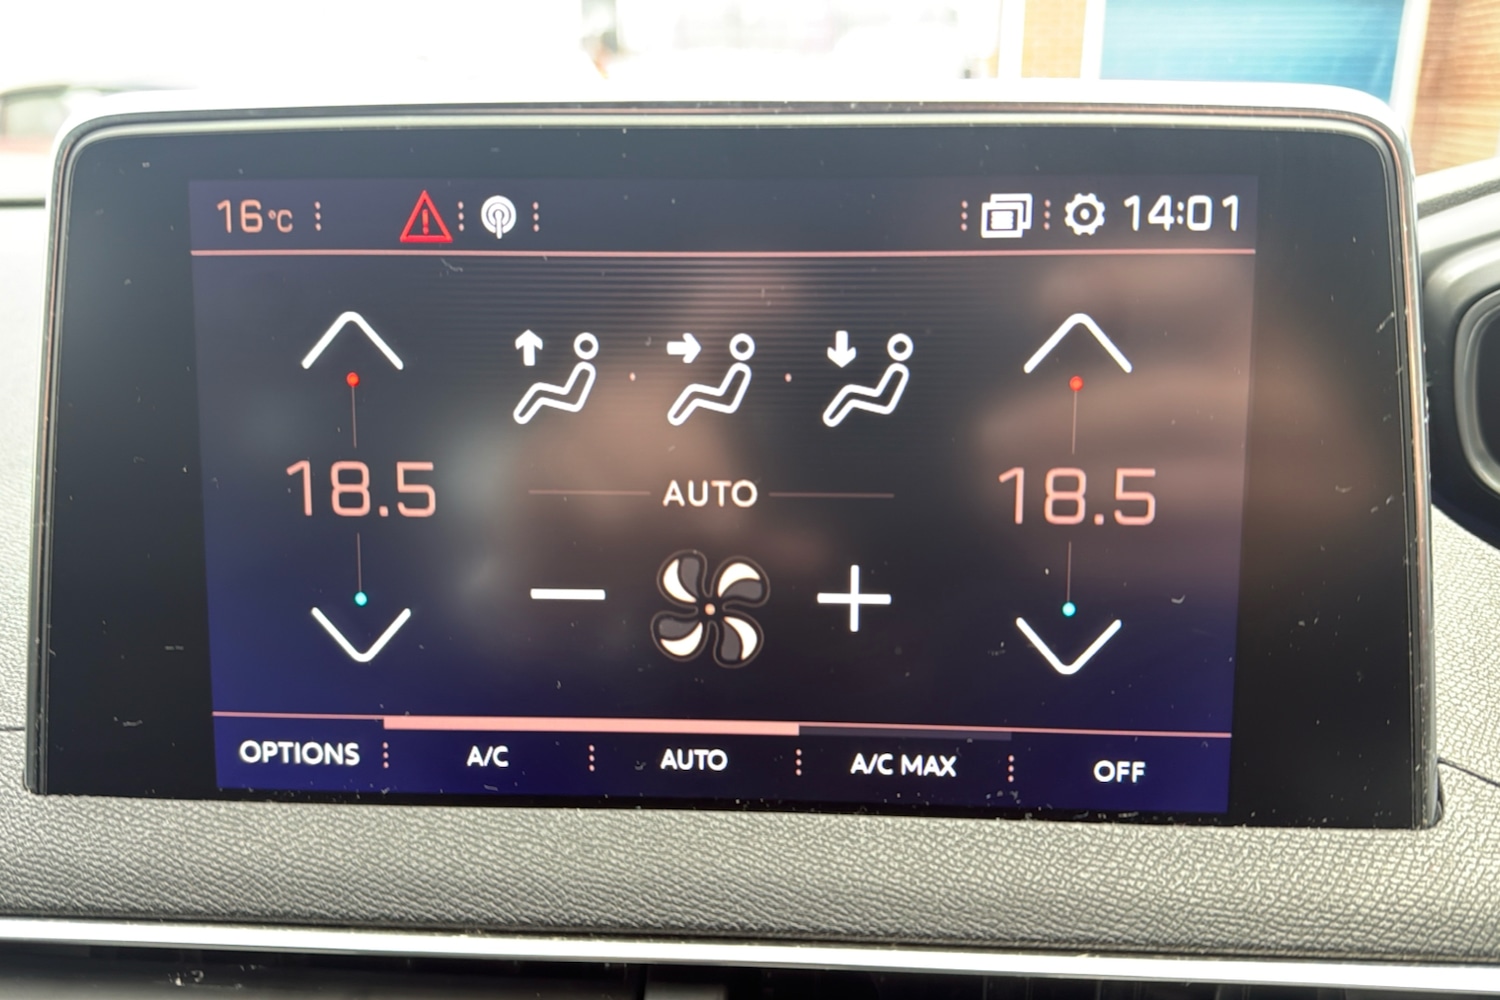 16°C 14:01
18.5 AUTO 18.5
OPTIONS A/C AUTO A/C MAX OFF